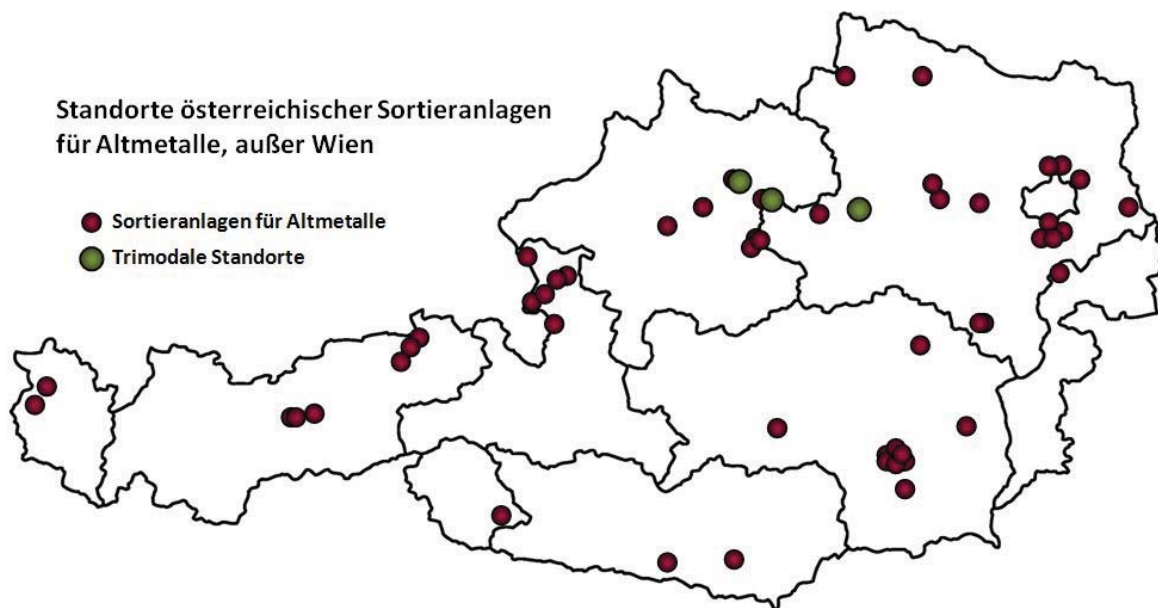 Standorte österreichischer Sortieranlagen
für Altmetalle, außer Wien
Sortieranlagen für Altmetalle
Trimodale Standorte